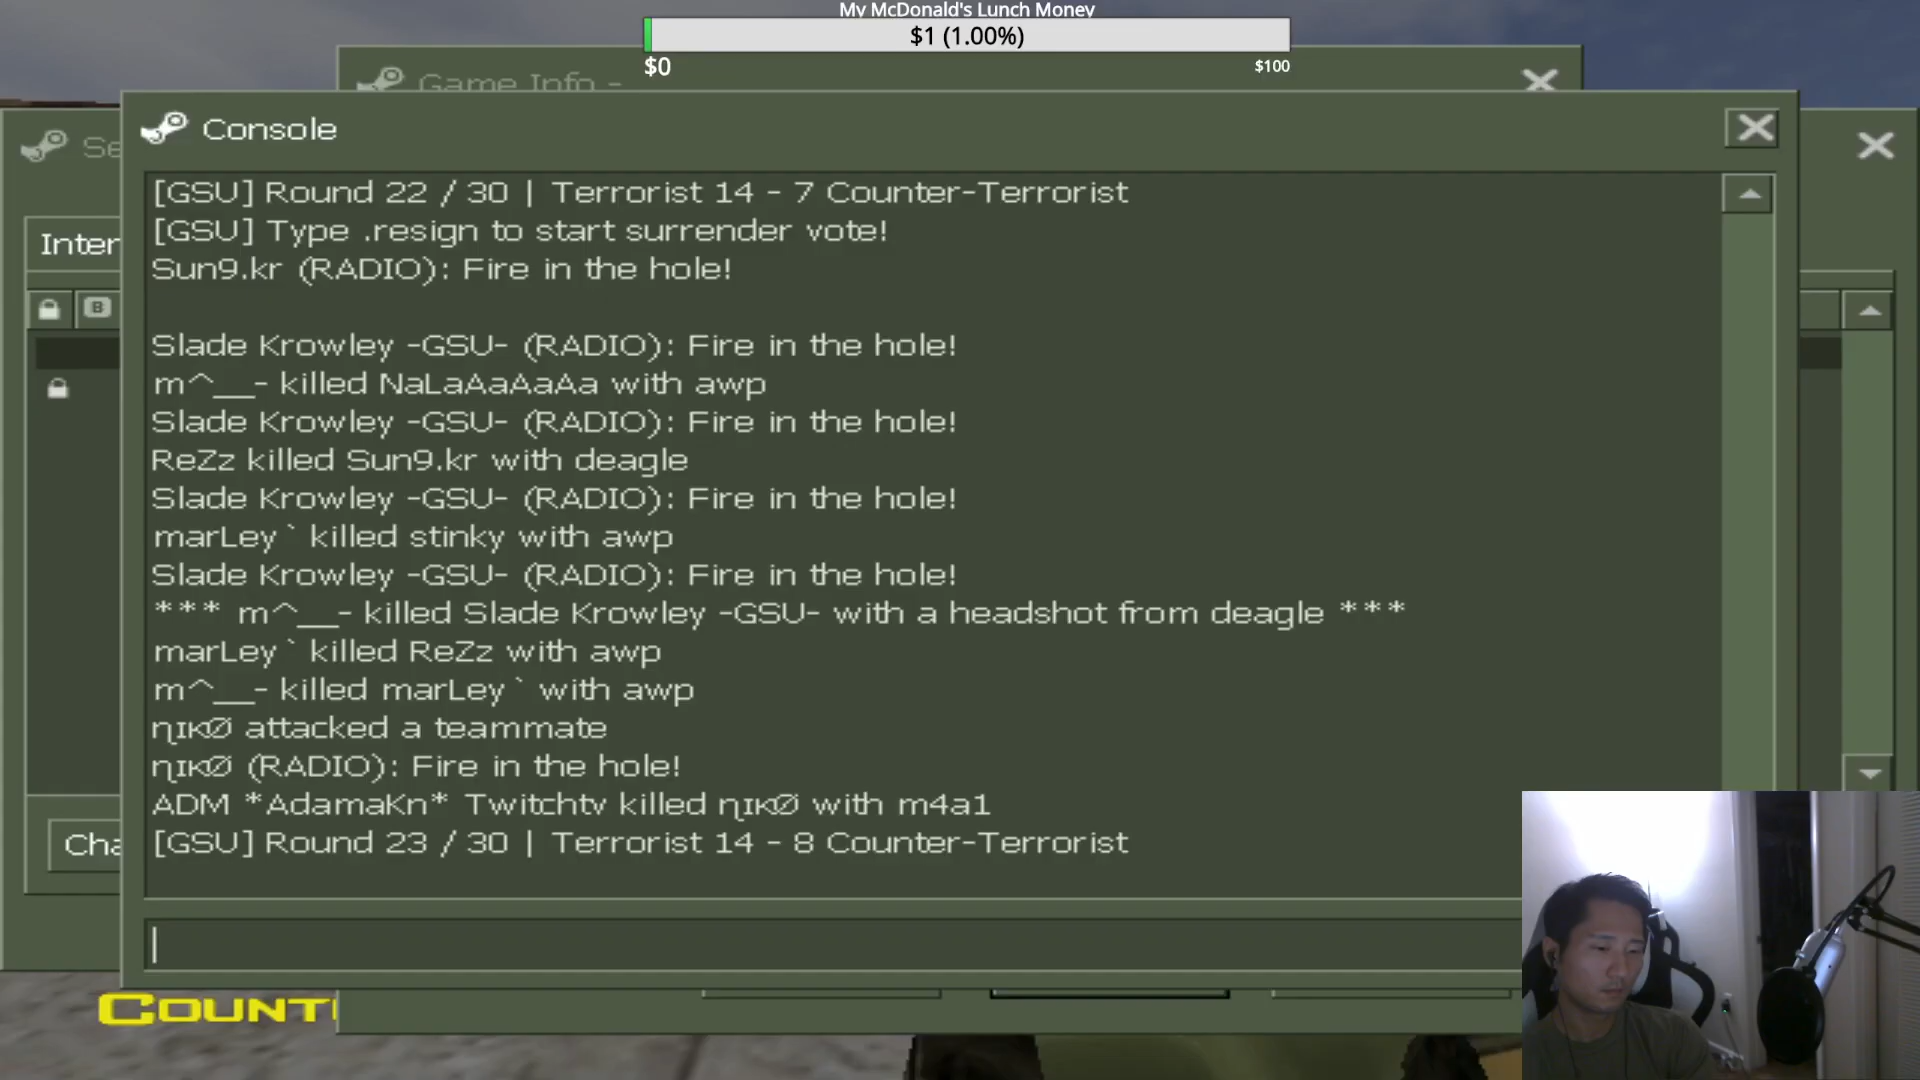 My McDonald's Lunch Money
$1 (1.00%)
$0
$100
Game Info -
Se
Console
Inter
B
[GSU] Round 22 / 30 | Terrorist 14 - 7 Counter-Terrorist
[GSU] Type .resign to start surrender vote!
Sun9.kr (RADIO): Fire in the hole!
Slade Krowley -GSU- (RADIO): Fire in the hole!
m^__- killed NaLaAaAaAa with awp
Slade Krowley -GSU- (RADIO): Fire in the hole!
ReZz killed Sun9.kr with deagle
Slade Krowley -GSU- (RADIO): Fire in the hole!
marLey` killed stinky with awp
Slade Krowley -GSU- (RADIO): Fire in the hole!
*** m^__- killed Slade Krowley -GSU- with a headshot from deagle ***
marLey` killed ReZz with awp
m^__- killed marLey` with awp
ɳɪĸØ attacked a teammate
ɳɪĸØ (RADIO): Fire in the hole!
ADM *AdamaKn* Twitchtv killed ɳɪĸØ with m4a1
[GSU] Round 23 / 30 | Terrorist 14 - 8 Counter-Terrorist
Cha
COUNT